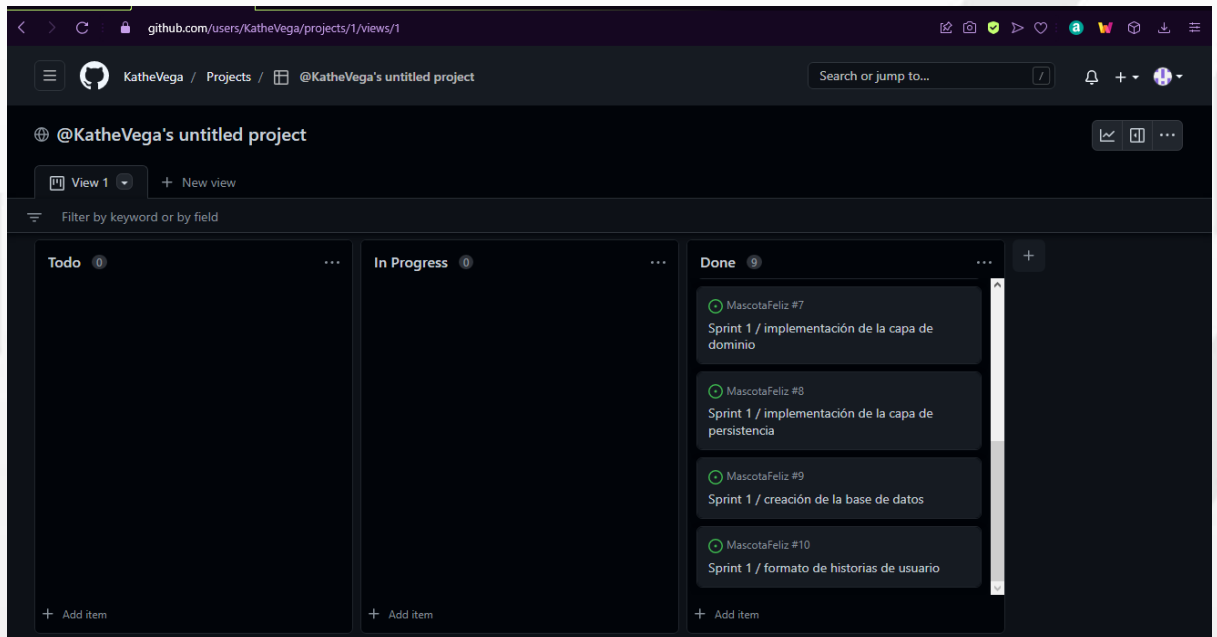 github.com/users/KatheVega/projects/1/views/1
KatheVega / Projects / @KatheVega's untitled project
Search or jump to... /
@KatheVega's untitled project
View 1
+ New view
Filter by keyword or by field
Todo 0
+ Add item
In Progress 0
+ Add item
Done 9
MascotaFeliz #7
Sprint 1 / implementación de la capa de
dominio
MascotaFeliz #8
Sprint 1 / implementación de la capa de
persistencia
MascotaFeliz #9
Sprint 1 / creación de la base de datos
MascotaFeliz #10
Sprint 1 / formato de historias de usuario
+ Add item